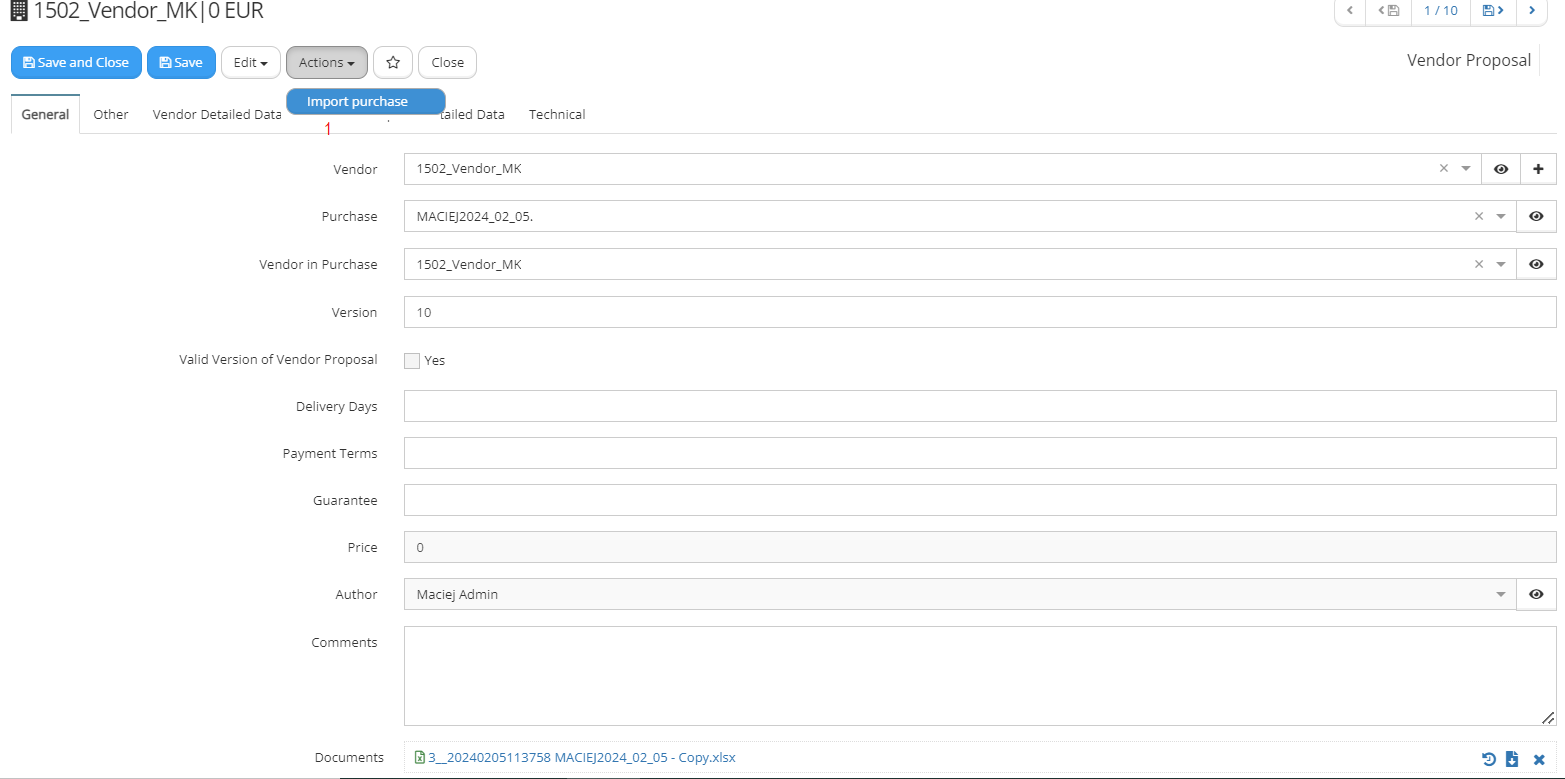 1502_Vendor_MK|0 EUR
1 / 10
Save and Close Save Edit Actions Close
Vendor Proposal
Import purchase
General Other Vendor Detailed Data tailed Data Technical
1
Vendor 1502_Vendor_MK
Purchase MACIEJ2024_02_05.
Vendor in Purchase 1502_Vendor_MK
Version 10
Valid Version of Vendor Proposal Yes
Delivery Days
Payment Terms
Guarantee
Price 0
Author Maciej Admin
Comments
Documents 3__20240205113758 MACIEJ2024_02_05 - Copy.xlsx